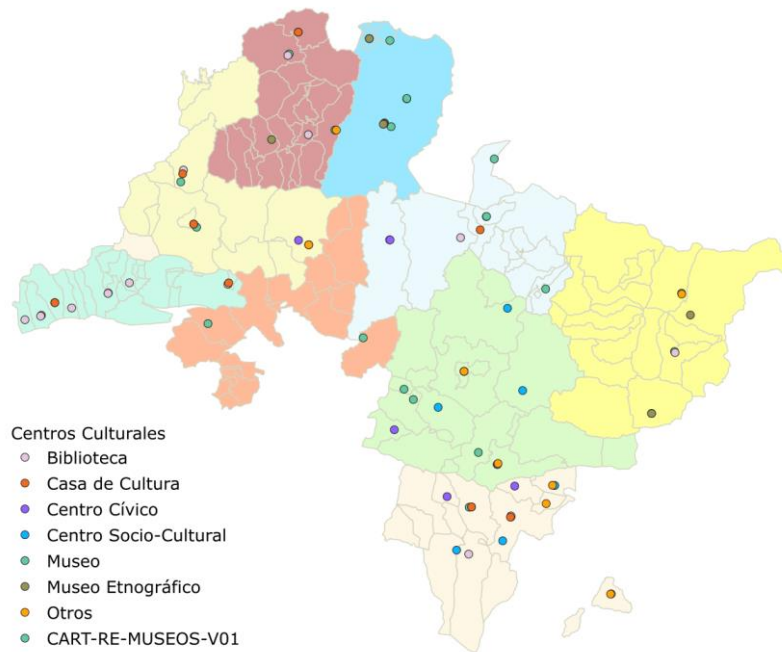 Centros Culturales
Biblioteca
Casa de Cultura
Centro Cívico
Centro Socio-Cultural
Museo
Museo Etnográfico
Otros
CART-RE-MUSEOS-V01